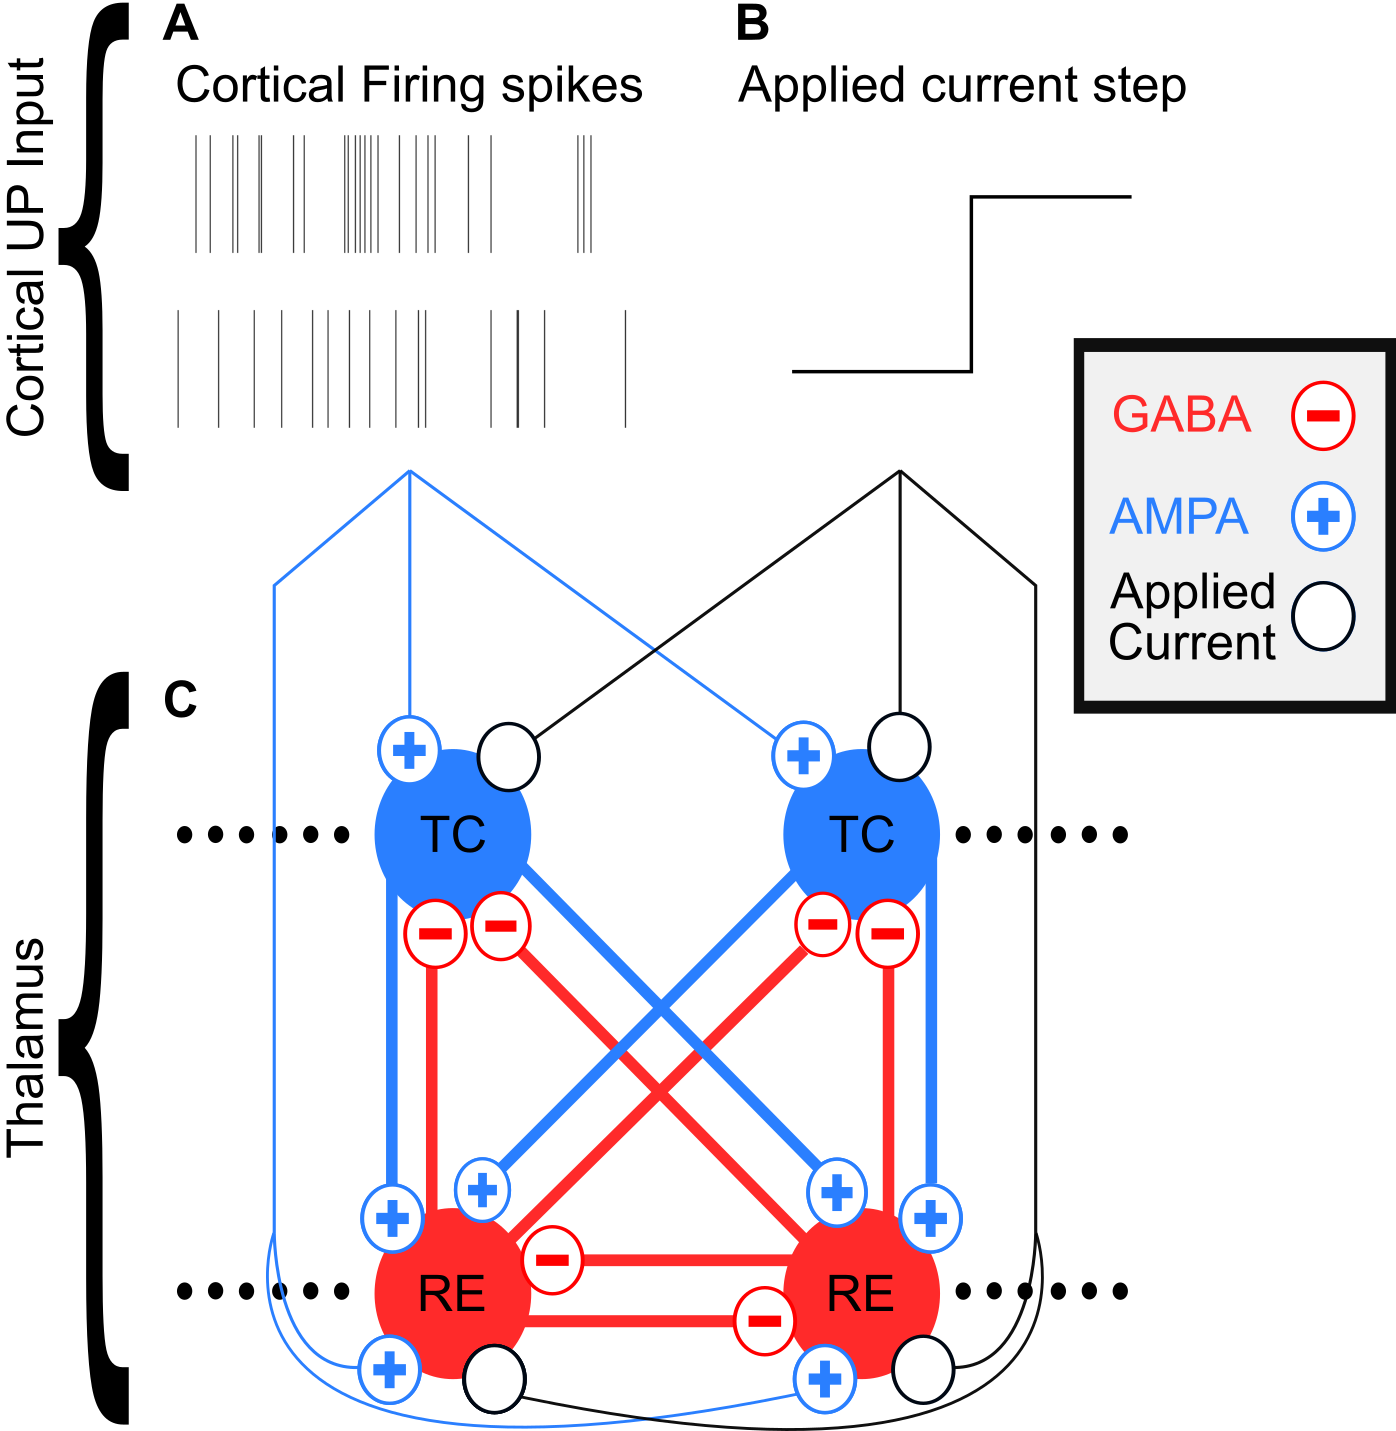 A
B
Cortical Firing spikes
Applied current step
Cortical UP Input
GABA
AMPA
Applied
Current
C
TC
TC
Thalamus
RE
RE